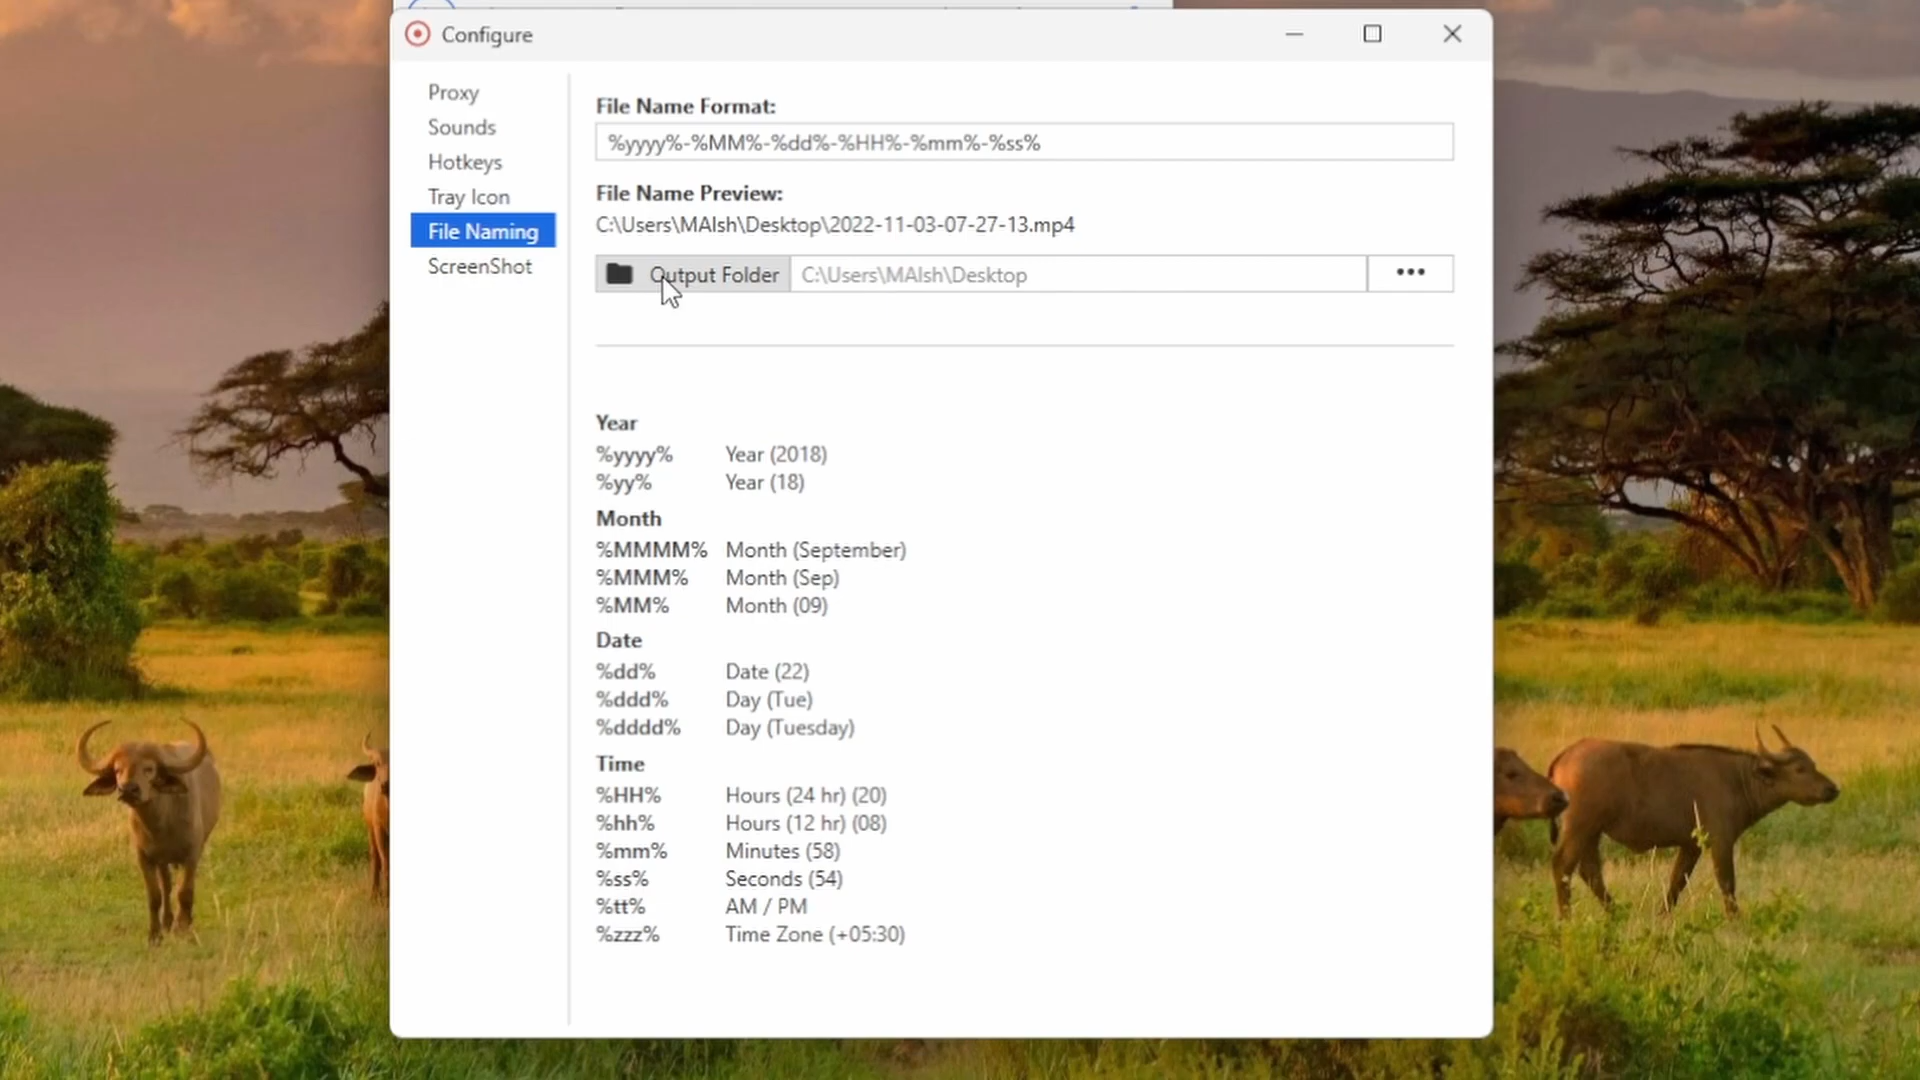 Configure
Proxy
Sounds
Hotkeys
Tray Icon
File Naming
ScreenShot
File Name Format:
%yyyy%-%MM%-%dd%-%HH%-%mm%-%ss%
File Name Preview:
C:\Users\MAlsh\Desktop\2022-11-03-07-27-13.mp4
Output Folder C:\Users\MAlsh\Desktop •••
Year
%yyyy% Year (2018)
%yy% Year (18)
Month
%MMMM% Month (September)
%MMM% Month (Sep)
%MM% Month (09)
Date
%dd% Date (22)
%ddd% Day (Tue)
%dddd% Day (Tuesday)
Time
%HH% Hours (24 hr) (20)
%hh% Hours (12 hr) (08)
%mm% Minutes (58)
%ss% Seconds (54)
%tt% AM / PM
%zzz% Time Zone (+05:30)